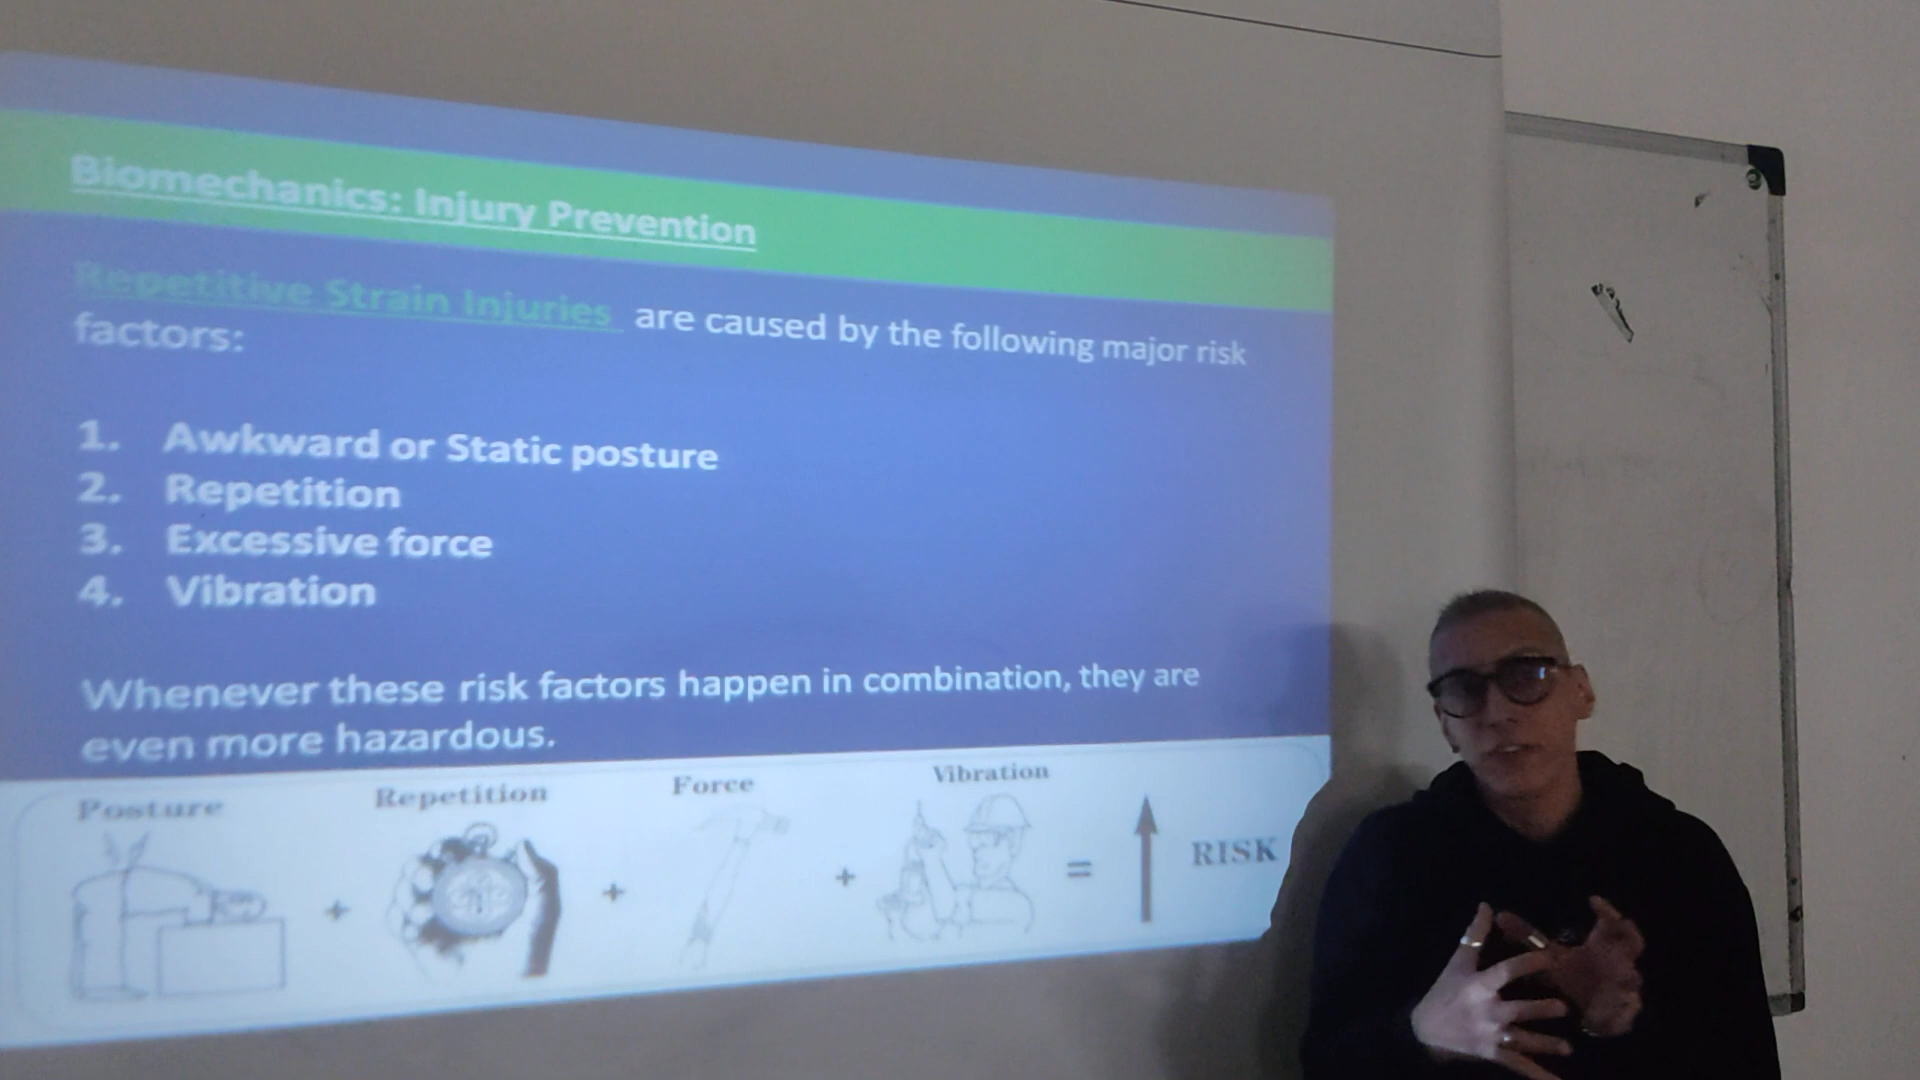 Biomechanics: Injury Prevention
Repetitive Strain Injuries are caused by the following major risk
factors:
1. Awkward or Static posture
2. Repetition
3. Excessive force
4. Vibration
Whenever these risk factors happen in combination, they are
even more hazardous.
Posture + Repetition + Force + Vibration = RISK